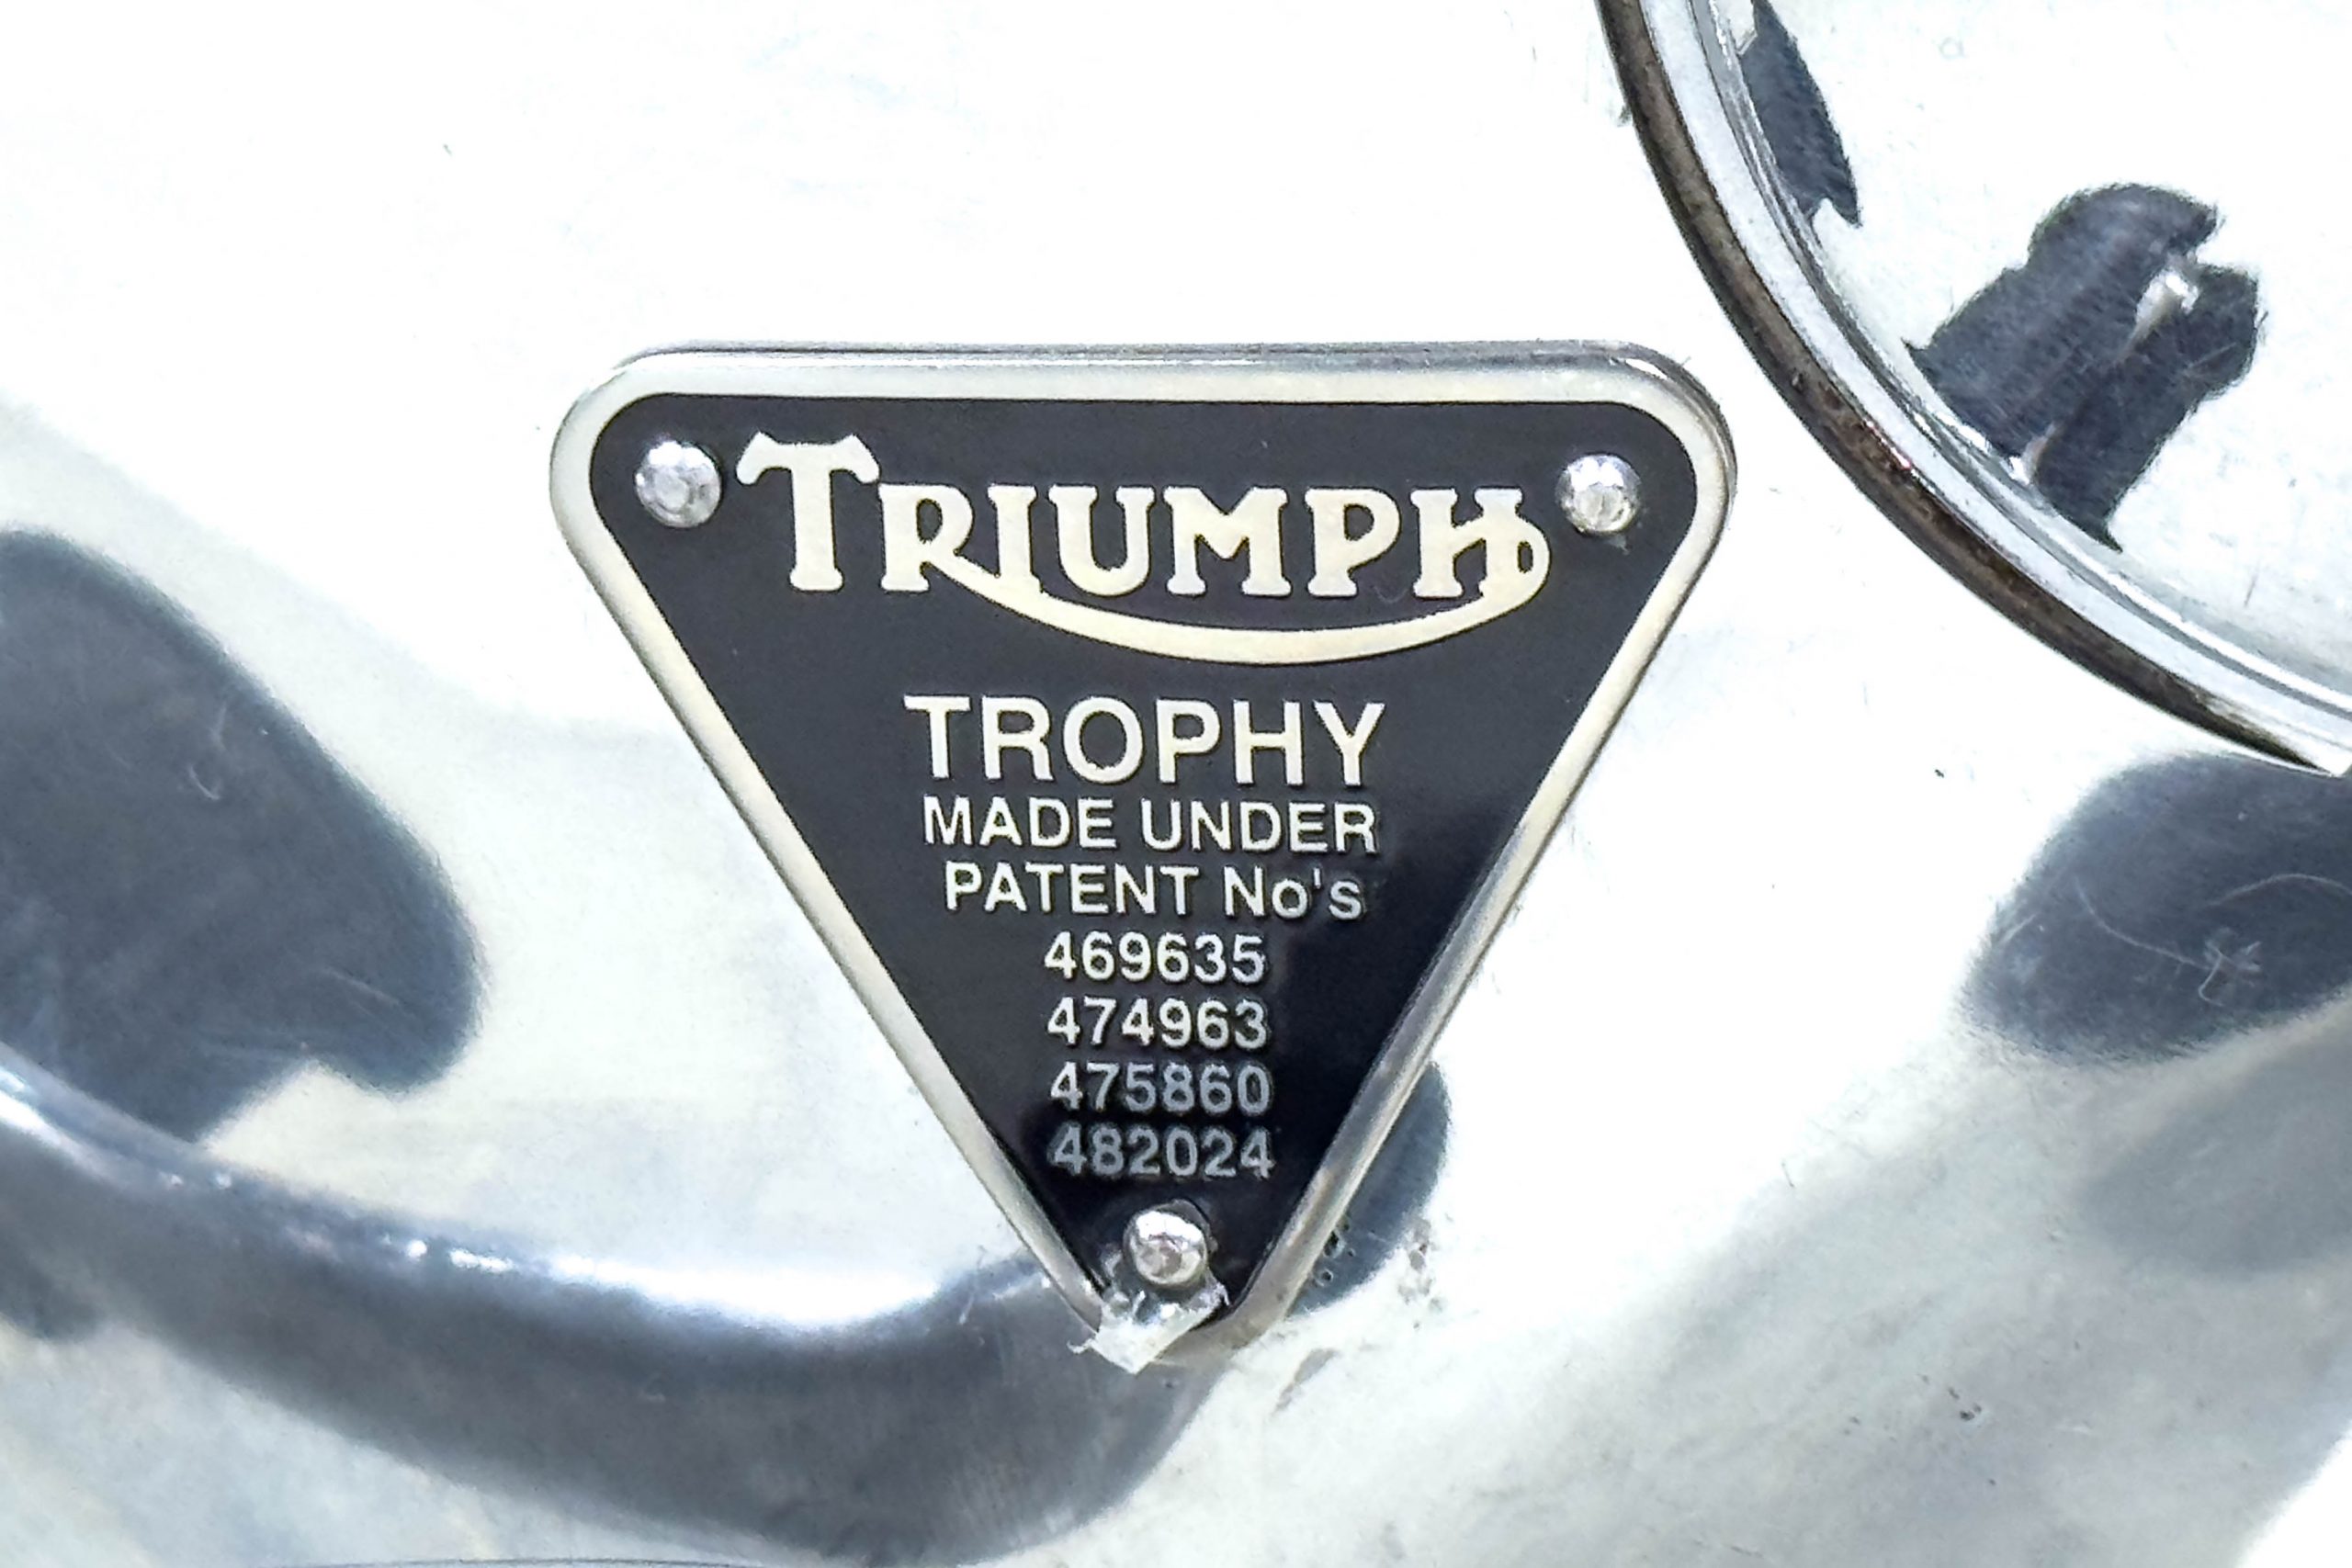 TRIUMPH
TROPHY
MADE UNDER
PATENT No's
469635
474963
475860
482024